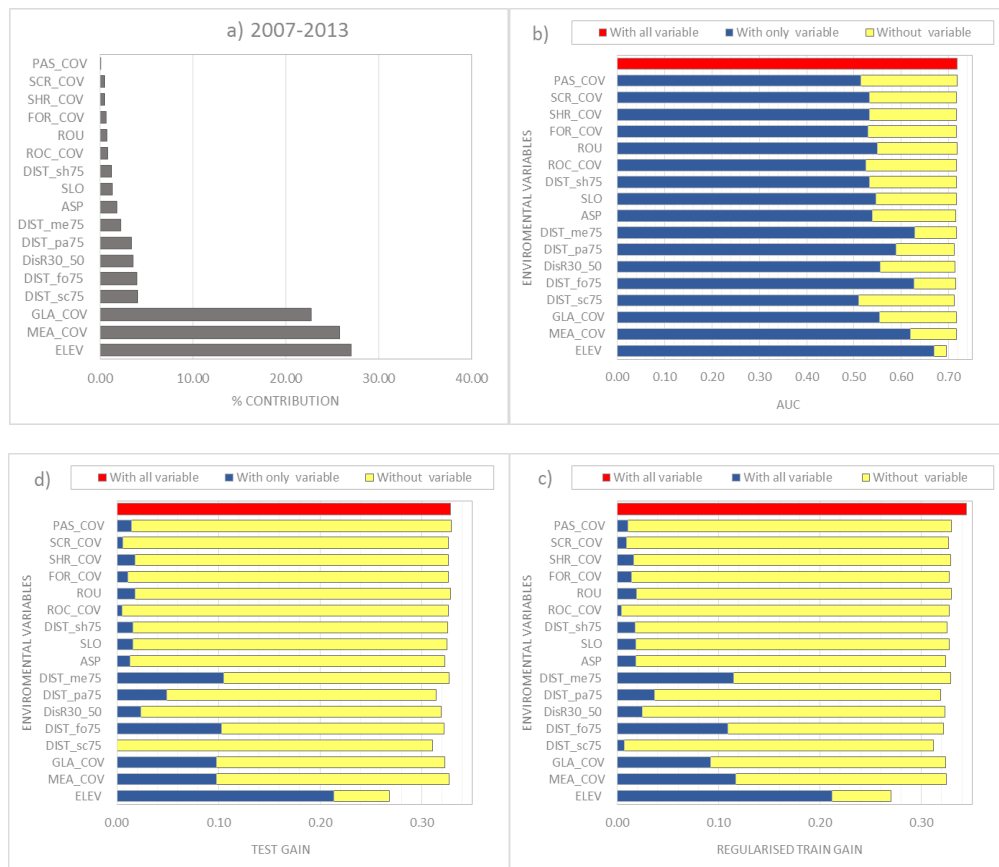 a) 2007-2013
PAS_COV
SCR_COV
SHR_COV
FOR_COV
ROU
ROC_COV
DIST_sh75
SLO
ASP
DIST_me75
DIST_pa75
DisR30_50
DIST_fo75
DIST_sc75
GLA_COV
MEA_COV
ELEV
0.00 10.00 20.00 30.00 40.00
% CONTRIBUTION
b)
With all variable With only variable Without variable
ENVIROMENTAL VARIABLES
PAS_COV
SCR_COV
SHR_COV
FOR_COV
ROU
ROC_COV
DIST_sh75
SLO
ASP
DIST_me75
DIST_pa75
DisR30_50
DIST_fo75
DIST_sc75
GLA_COV
MEA_COV
ELEV
0.00 0.10 0.20 0.30 0.40 0.50 0.60 0.70
AUC
d)
With all variable With only variable Without variable
ENVIROMENTAL VARIABLES
PAS_COV
SCR_COV
SHR_COV
FOR_COV
ROU
ROC_COV
DIST_sh75
SLO
ASP
DIST_me75
DIST_pa75
DisR30_50
DIST_fo75
DIST_sc75
GLA_COV
MEA_COV
ELEV
0.00 0.10 0.20 0.30
TEST GAIN
c)
With all variable With all variable Without variable
ENVIROMENTAL VARIABLES
PAS_COV
SCR_COV
SHR_COV
FOR_COV
ROU
ROC_COV
DIST_sh75
SLO
ASP
DIST_me75
DIST_pa75
DisR30_50
DIST_fo75
DIST_sc75
GLA_COV
MEA_COV
ELEV
0.00 0.10 0.20 0.30
REGULARISED TRAIN GAIN